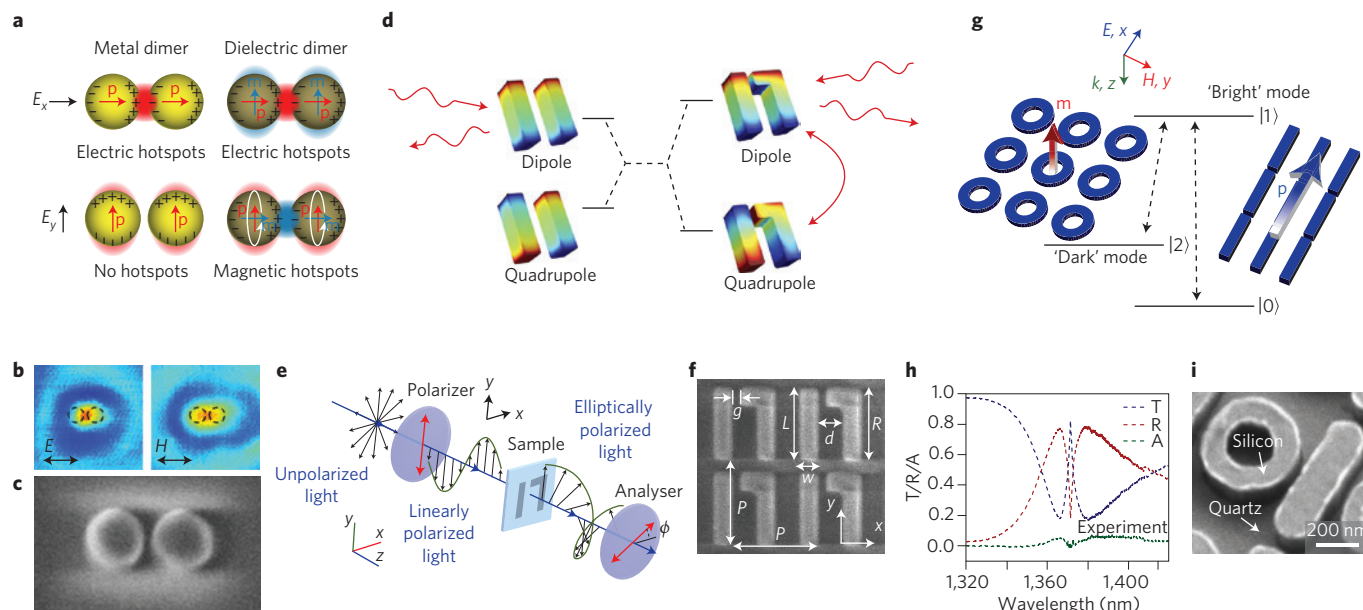 a
Metal dimer
Dielectric dimer
E_x
p
p
m
p
m
p
Electric hotspots
Electric hotspots
E_y
p
p
p
m
p
m
No hotspots
Magnetic hotspots
b
E
H
c
d
Dipole
Dipole
Quadrupole
Quadrupole
e
Polarizer
y
x
Elliptically
polarized light
Sample
Unpolarized
light
Linearly
polarized
light
Analyser
ϕ
y
x
z
f
g
L
R
d
w
P
P
y
x
g
E, x
H, y
k, z
m
'Bright' mode
|1⟩
p
|2⟩
'Dark' mode
|0⟩
h
T/R/A
1.0
0.8
0.6
0.4
0.2
0.0
T
R
A
Experiment
1,320
1,360
1,400
Wavelength (nm)
i
Silicon
Quartz
200 nm